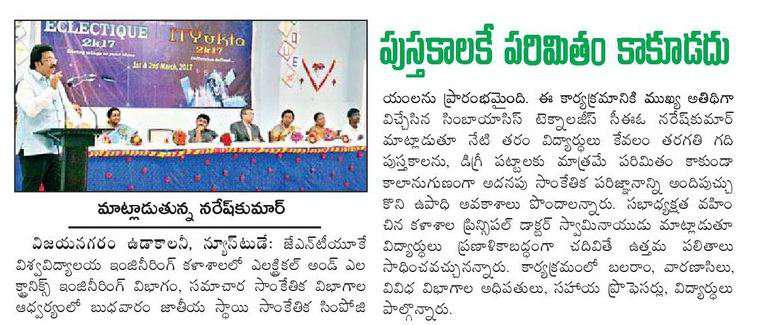 ECLECTIQUE
2k17
ITYukta
2k17
1st & 2nd March, 2017
మాట్లాడుతున్న నరేష్‌కుమార్
విజయనగరం ఉడాకాలనీ, న్యూస్‌టుడే: జేఎన్‌టీయూకే
విశ్వవిద్యాలయ ఇంజినీరింగ్ కళాశాలలో ఎలక్ట్రికల్ అండ్ ఎల
క్ట్రానిక్స్ ఇంజినీరింగ్ విభాగం, సమాచార సాంకేతిక విభాగాల
ఆధ్వర్యంలో బుధవారం జాతీయ స్థాయి సాంకేతిక సింపోజి
పుస్తకాలకే పరిమితం కాకూడదు
యంలను ప్రారంభమైంది. ఈ కార్యక్రమానికి ముఖ్య అతిథిగా
విచ్చేసిన సింబాయాసిస్ టెక్నాలజీస్ సీఈఓ నరేష్‌కుమార్
మాట్లాడుతూ నేటి తరం విద్యార్థులు కేవలం తరగతి గది
పుస్తకాలను, డిగ్రీ పట్టాలకు మాత్రమే పరిమితం కాకుండా
కాలానుగుణంగా అదనపు సాంకేతిక పరిజ్ఞానాన్ని అందిపుచ్చు
కొని ఉపాధి అవకాశాలు పొందాలన్నారు. సభాధ్యక్షత వహిం
చిన కళాశాల ప్రిన్సిపల్ డాక్టర్ స్వామినాయుడు మాట్లాడుతూ
విద్యార్థులు ప్రణాళికాబద్ధంగా చదివితే ఉత్తమ ఫలితాలు
సాధించవచ్చునన్నారు. కార్యక్రమంలో బలరాం, వారణాసిలు,
వివిధ విభాగాల అధిపతులు, సహాయ ప్రొఫెసర్లు, విద్యార్థులు
పాల్గొన్నారు.